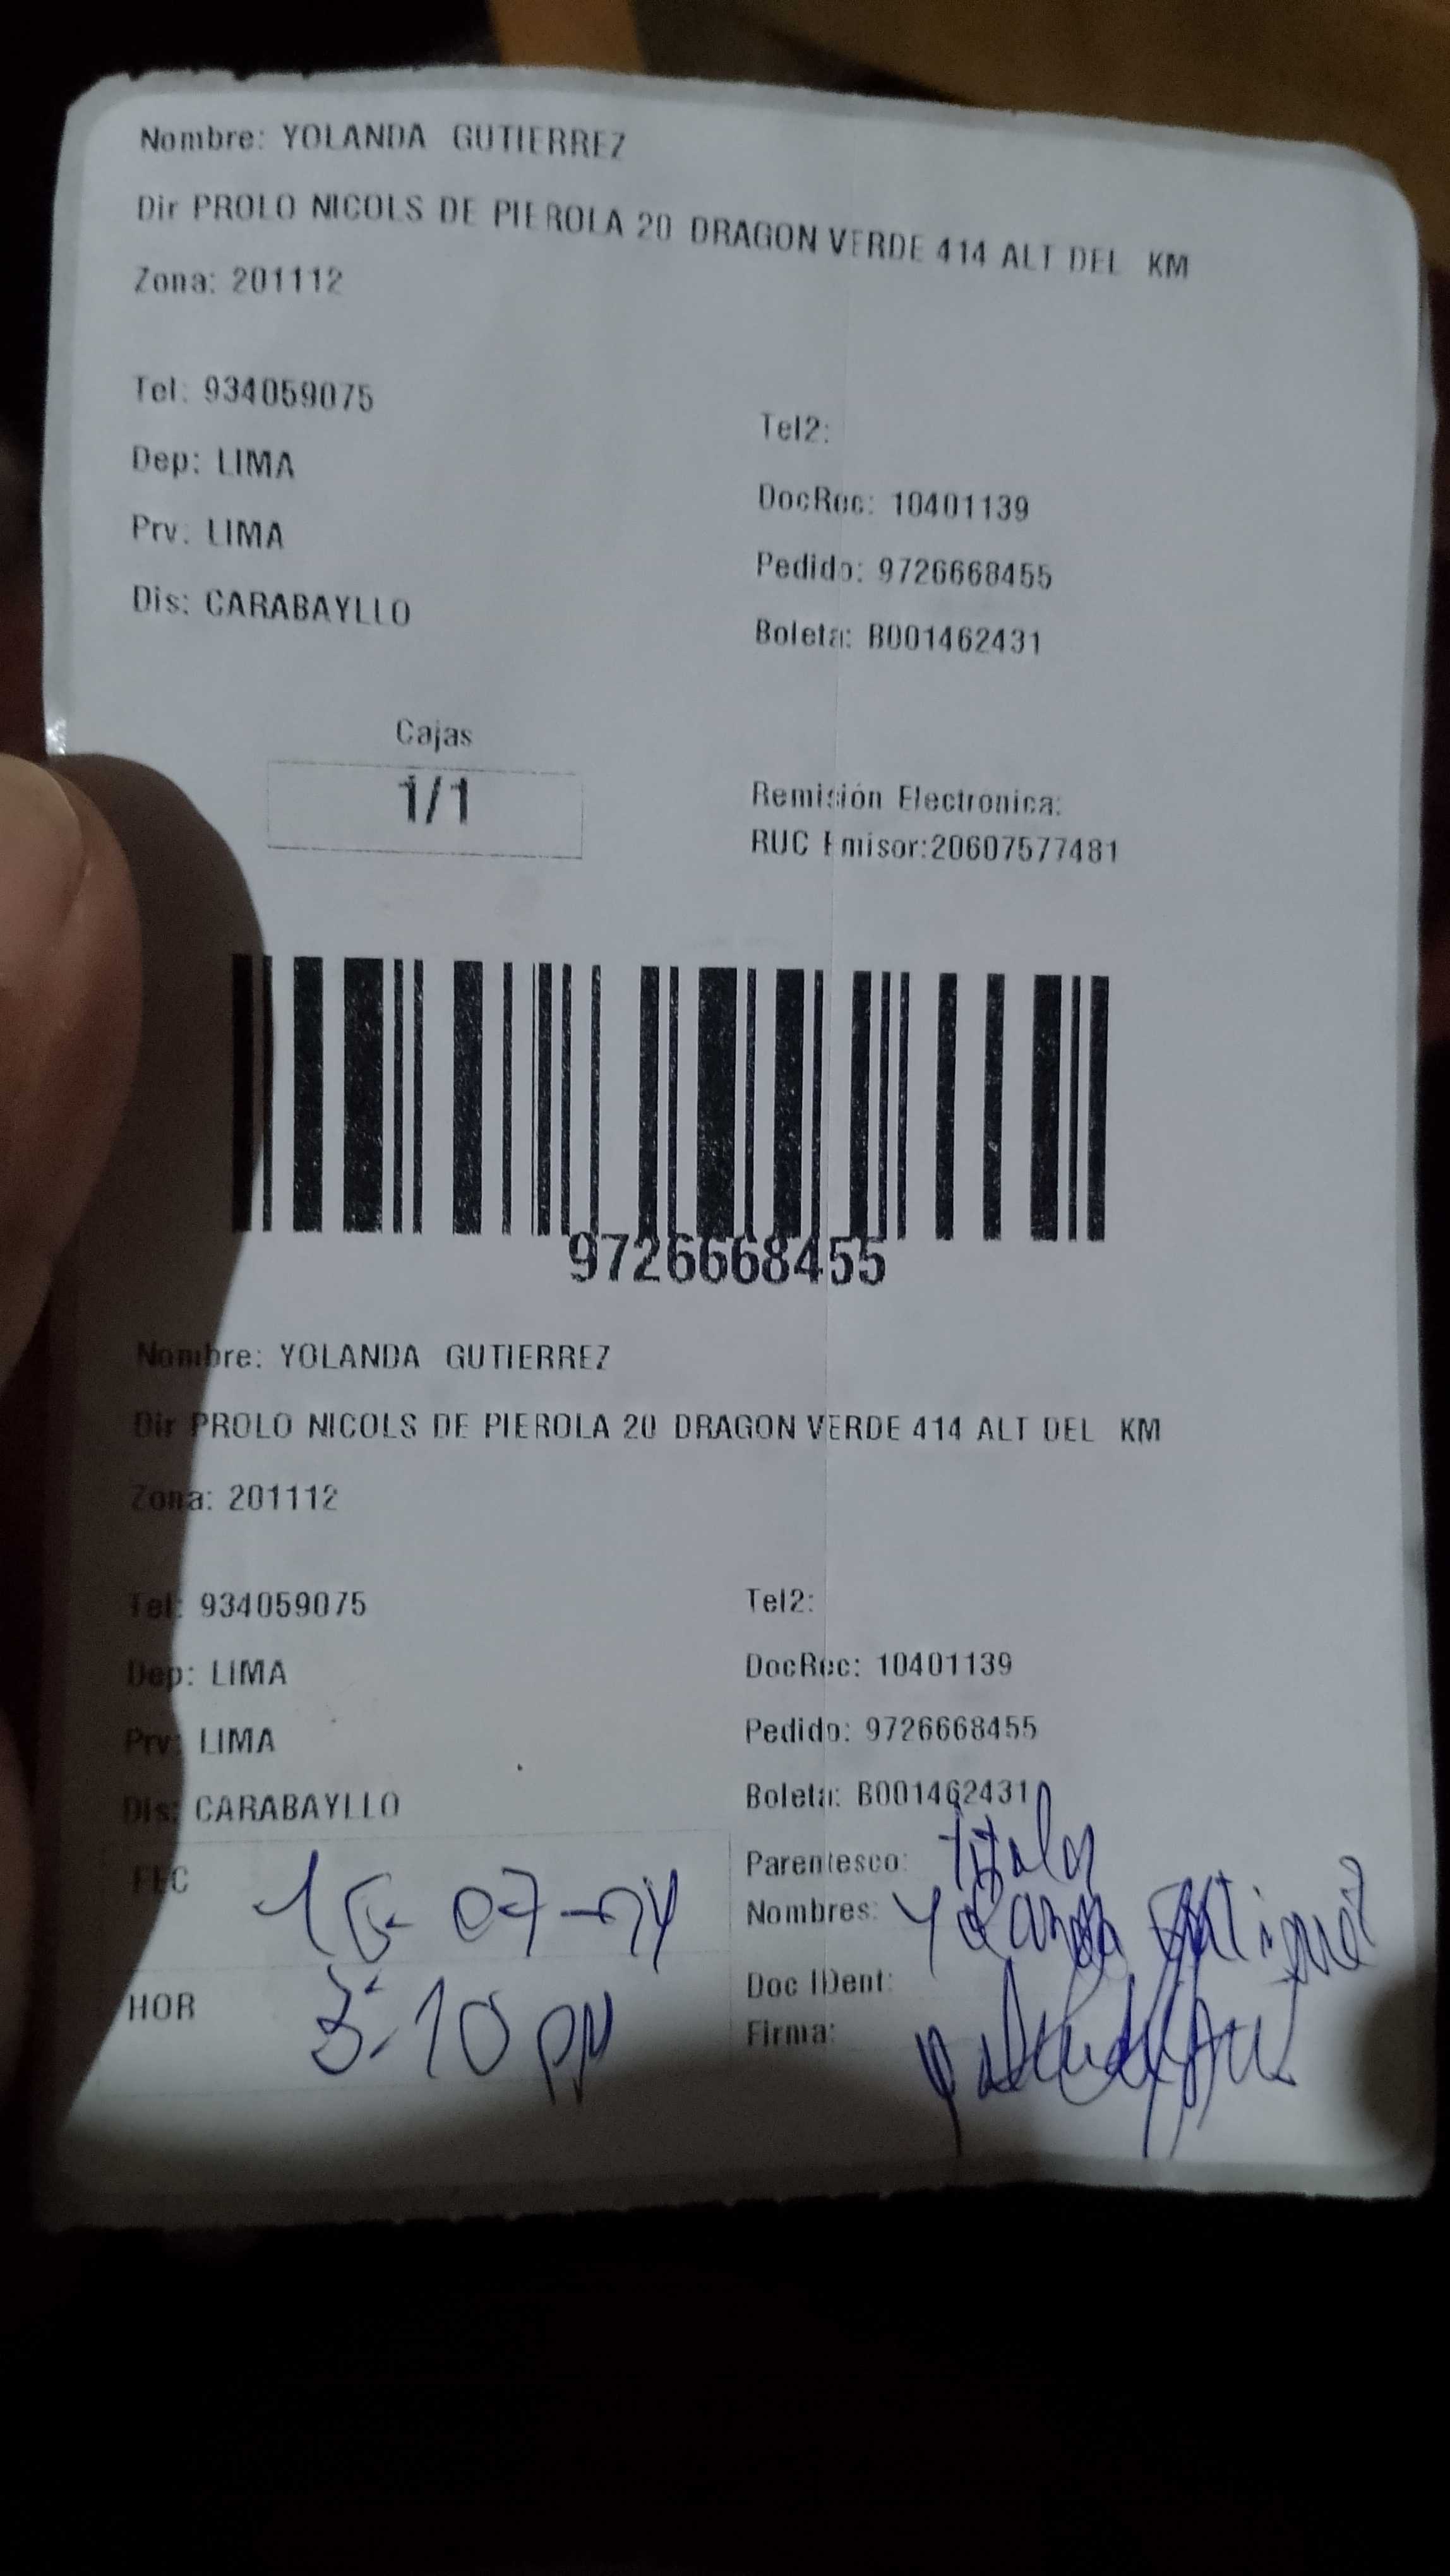 Nombre: YOLANDA GUTIERREZ
Dir PROLO NICOLS DE PIEROLA 20 DRAGON VERDE 414 ALT DEL KM
Zona: 201112
Tel: 934059075
Tel2:
Dep: LIMA
DocRec: 10401139
Prv: LIMA
Pedido: 9726668455
Dis: CARABAYLLO
Boleta: B001462431
Cajas
1/1
Remisión Electronica:
RUC Emisor:20607577481
9726668455
Nombre: YOLANDA GUTIERREZ
Dir PROLO NICOLS DE PIEROLA 20 DRAGON VERDE 414 ALT DEL KM
Zona: 201112
Tel: 934059075
Tel2:
Dep: LIMA
DocRec: 10401139
Prv: LIMA
Pedido: 9726668455
Dis: CARABAYLLO
Boleta: B001462431
FEC
Parentesco: titular
Nombres: Yolanda
HOR 3:10 pm
Doc IDent:
Firma: